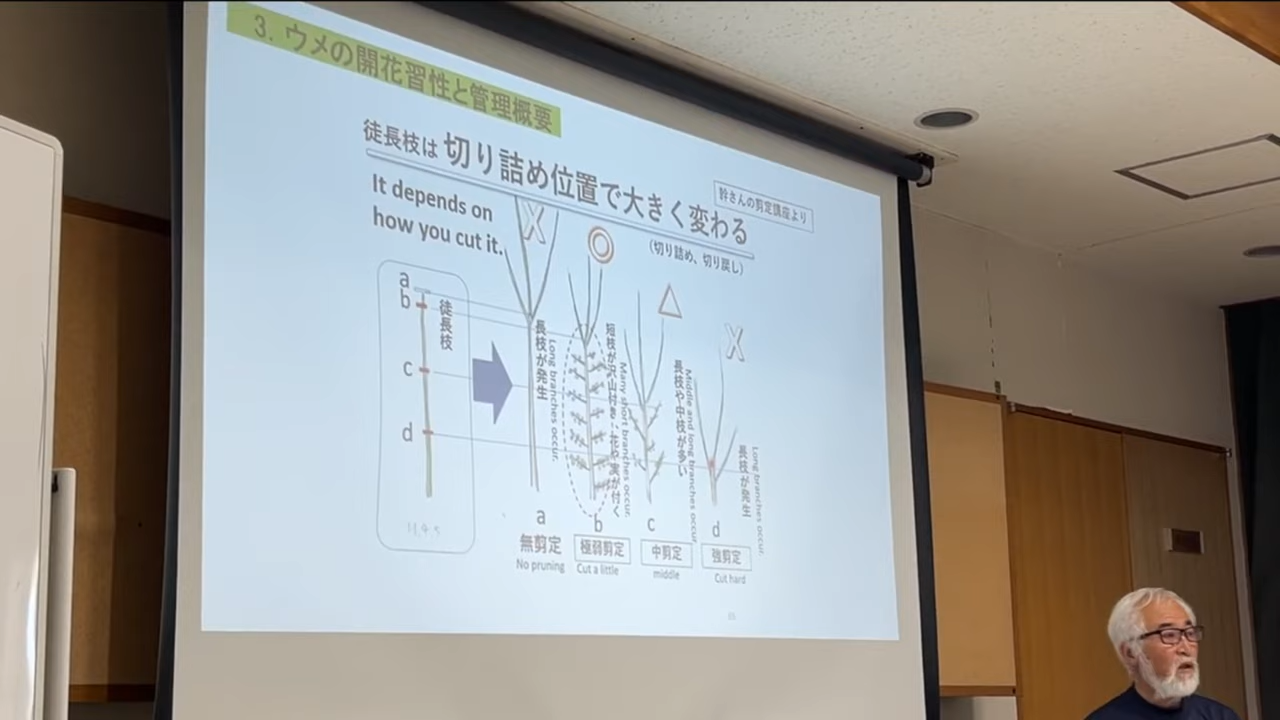 3. ウメの開花習性と管理概要
徒長枝は 切り詰め位置で大きく変わる
幹さんの剪定講座より
(切り詰め、切り戻し)
It depends on
how you cut it.
a
b
c
d
徒長枝
X
X
長枝が発生
Long branches occur.
短枝が沢山付き、花や実が付く
Many short branches occur.
長枝や中枝が多い
Middle and long branches occur.
長枝が発生
Long branches occur.
a
b
c
d
無剪定
極弱剪定
中剪定
強剪定
No pruning
Cut a little
middle
Cut hard